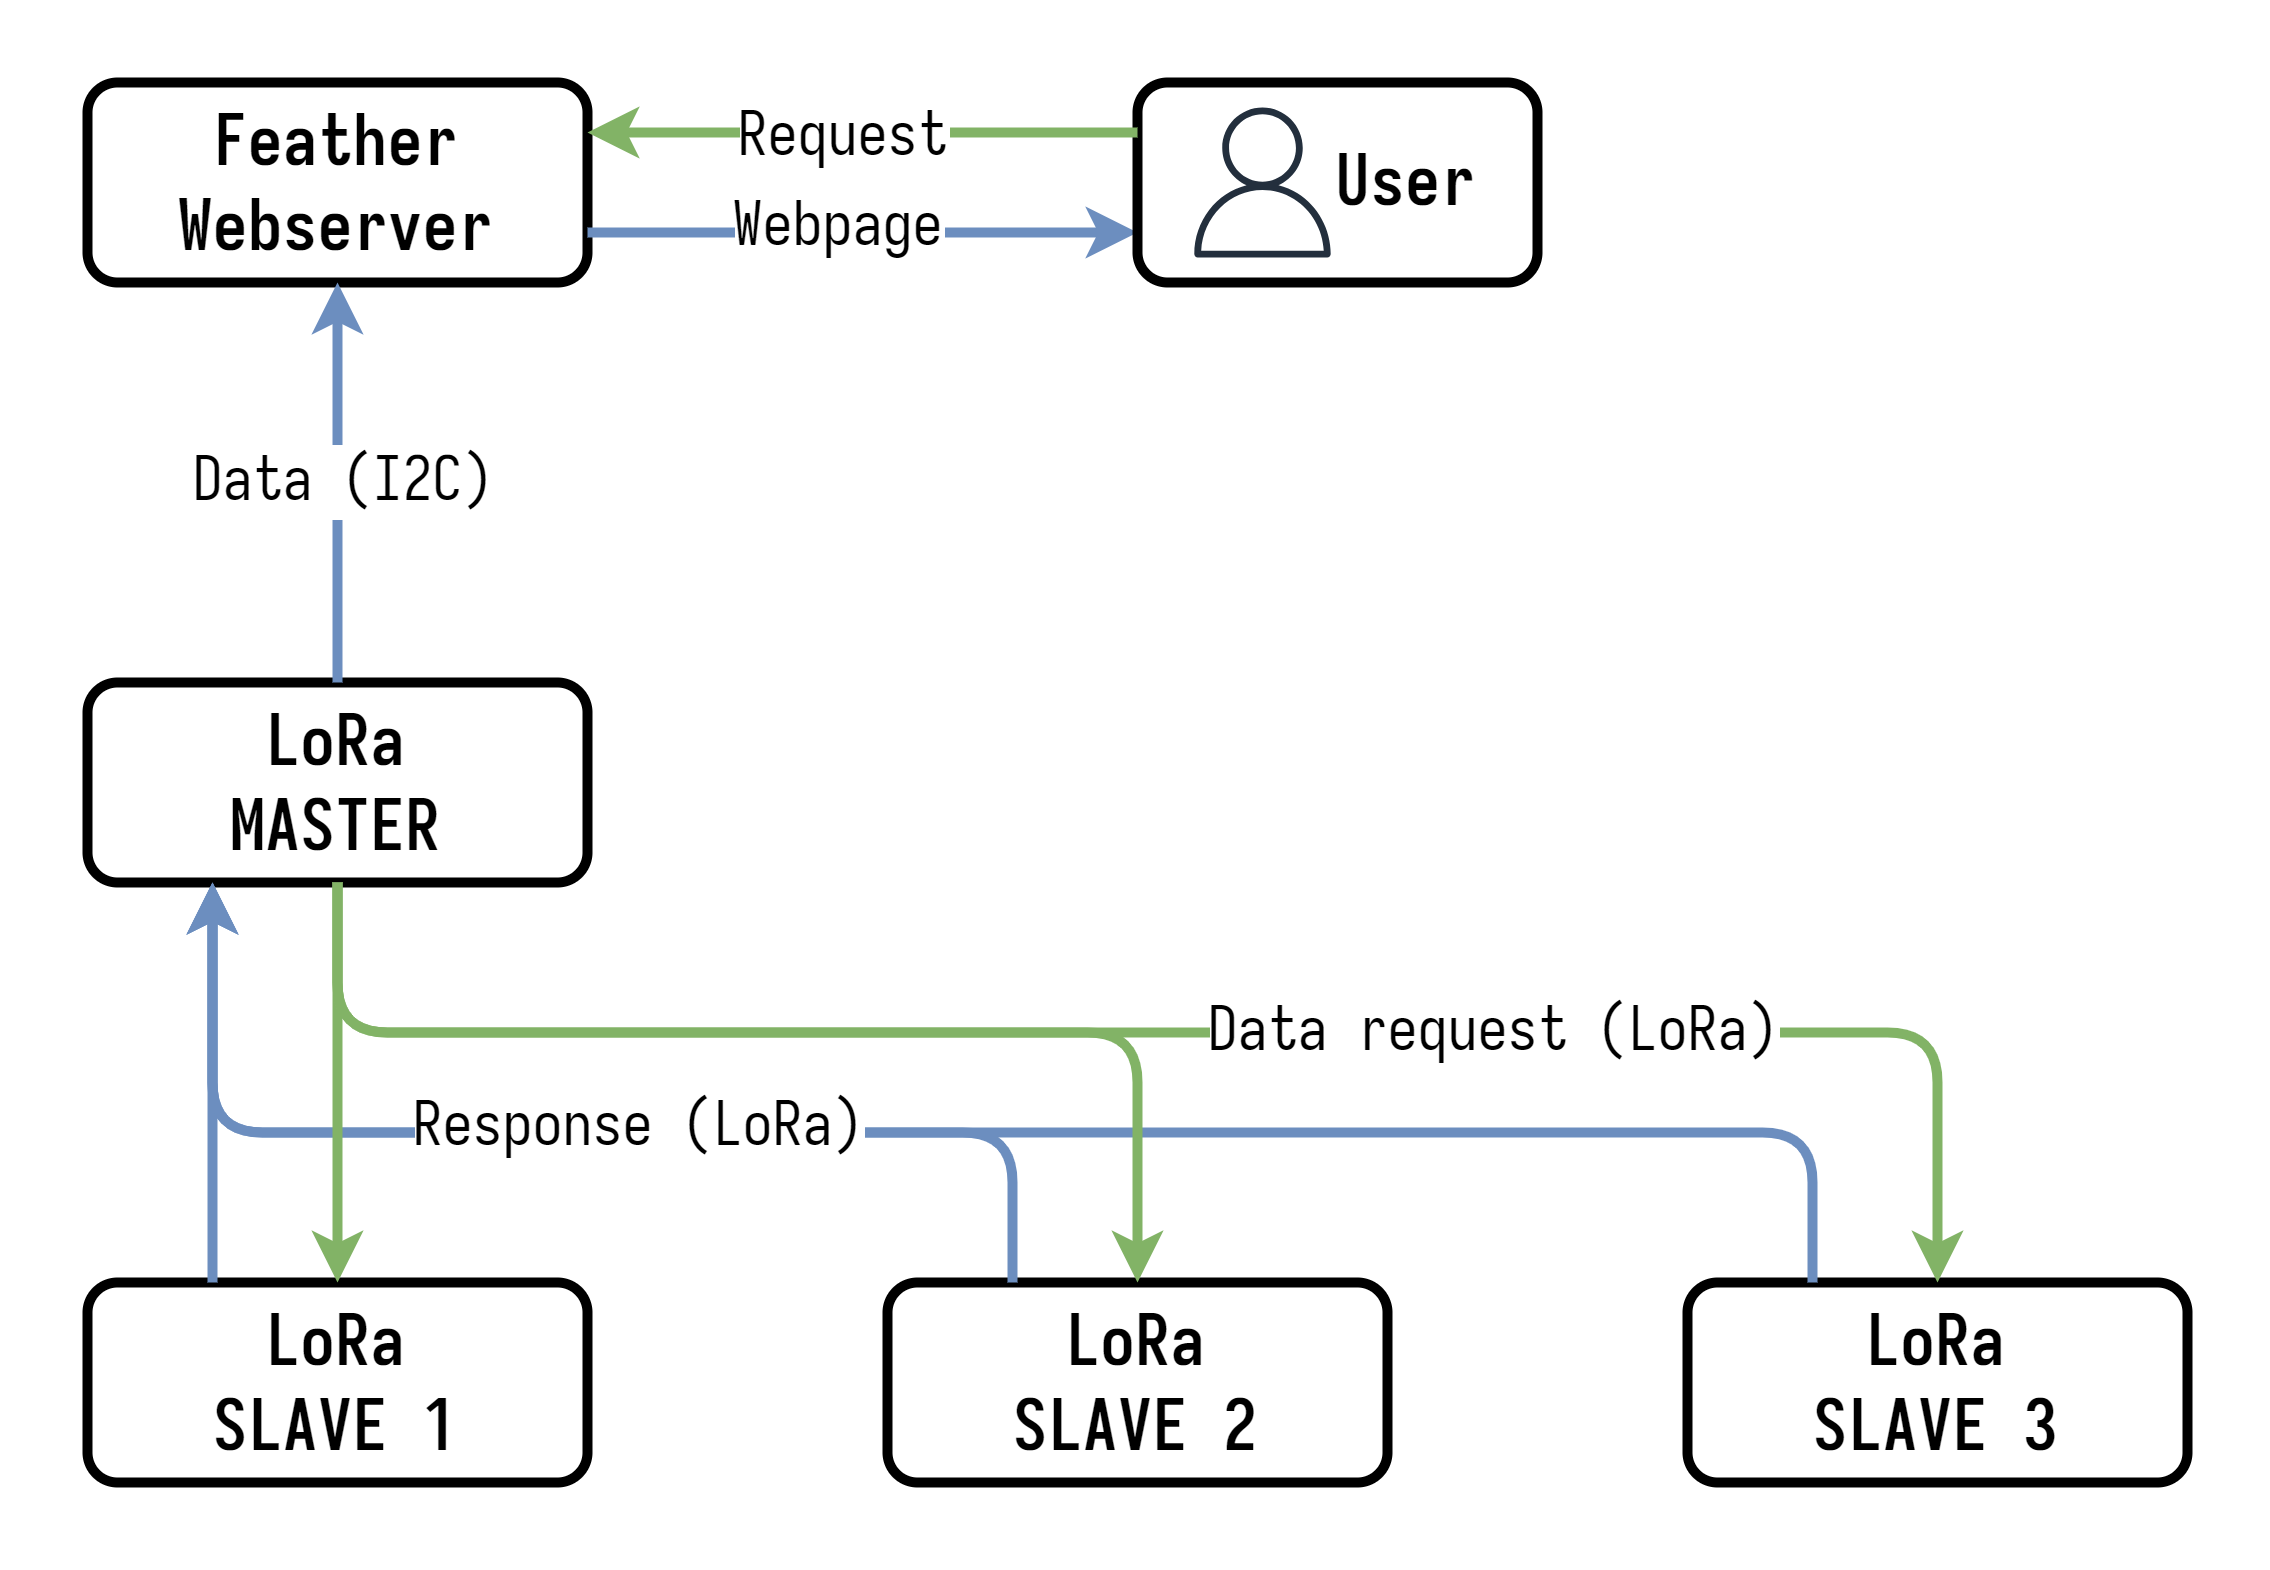 Feather
Webserver
Request
Webpage
User
Data (I2C)
LoRa
MASTER
Data request (LoRa)
Response (LoRa)
LoRa
SLAVE 1
LoRa
SLAVE 2
LoRa
SLAVE 3